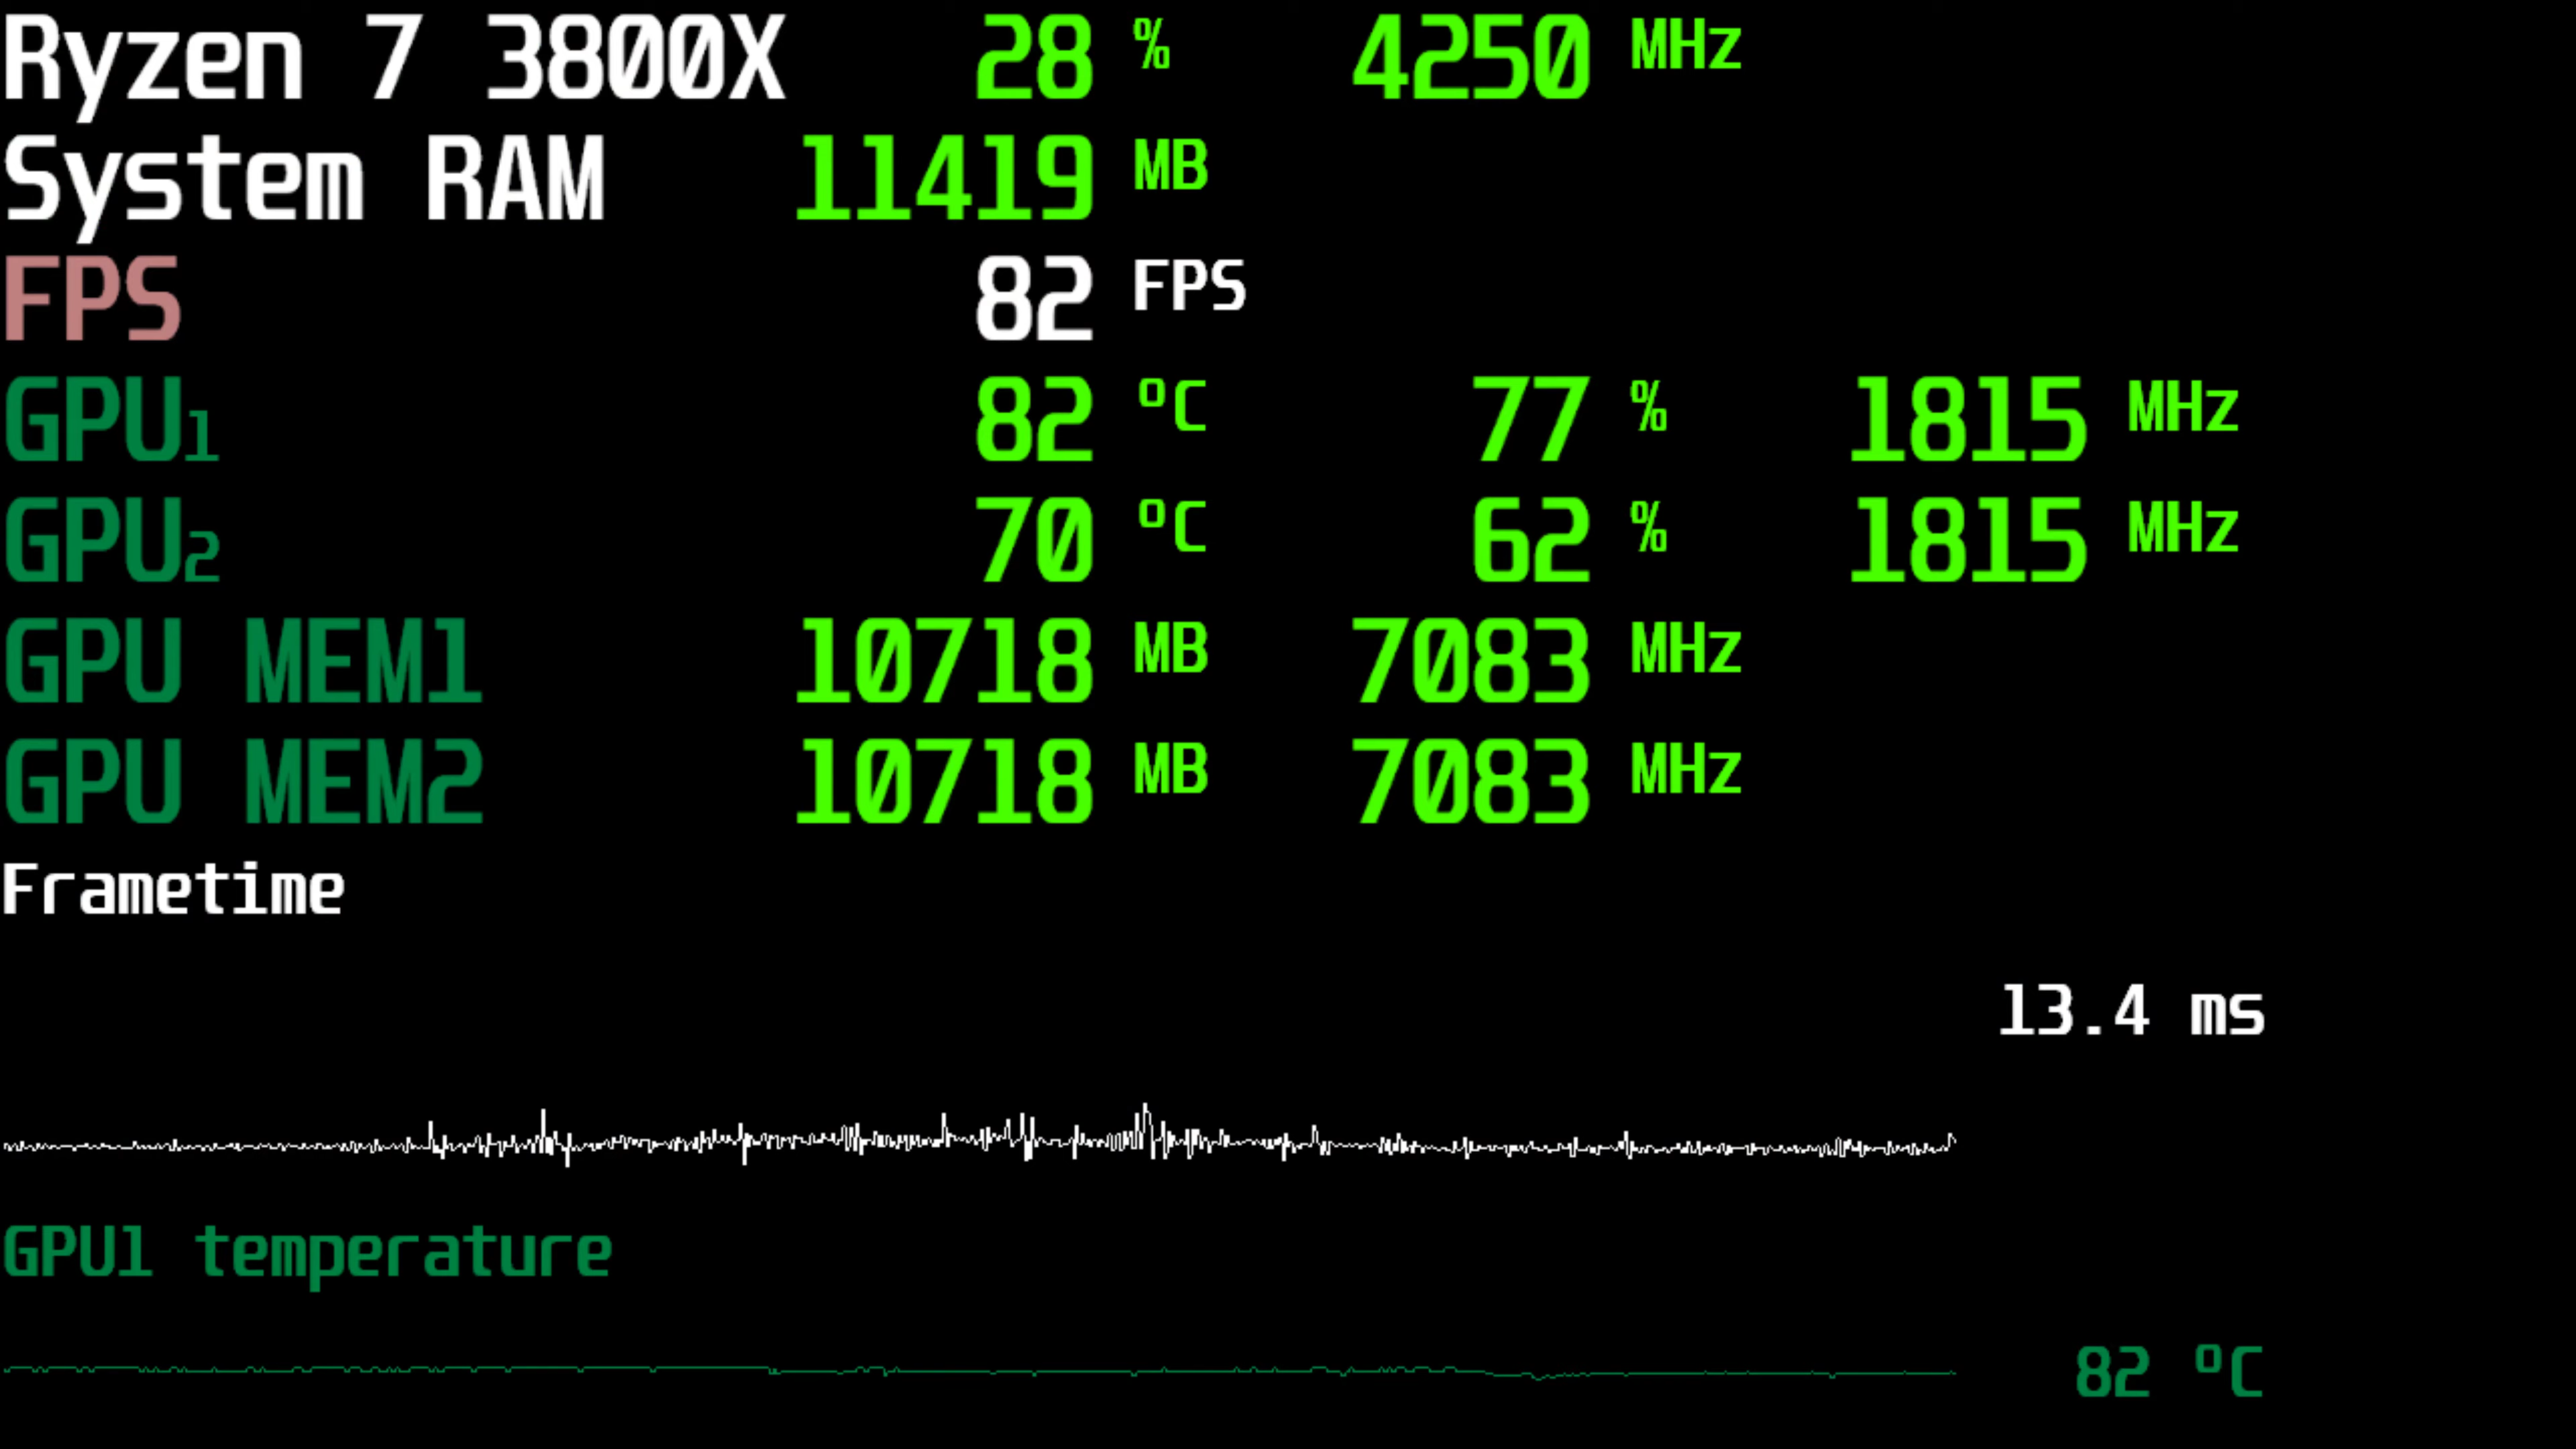 Ryzen 7 3800X 28 % 4250 MHz
System RAM 11419 MB
FPS 82 FPS
GPU1 82 °C 77 % 1815 MHz
GPU2 70 °C 62 % 1815 MHz
GPU MEM1 10718 MB 7083 MHz
GPU MEM2 10718 MB 7083 MHz
Frametime
13.4 ms
GPU1 temperature
82 °C